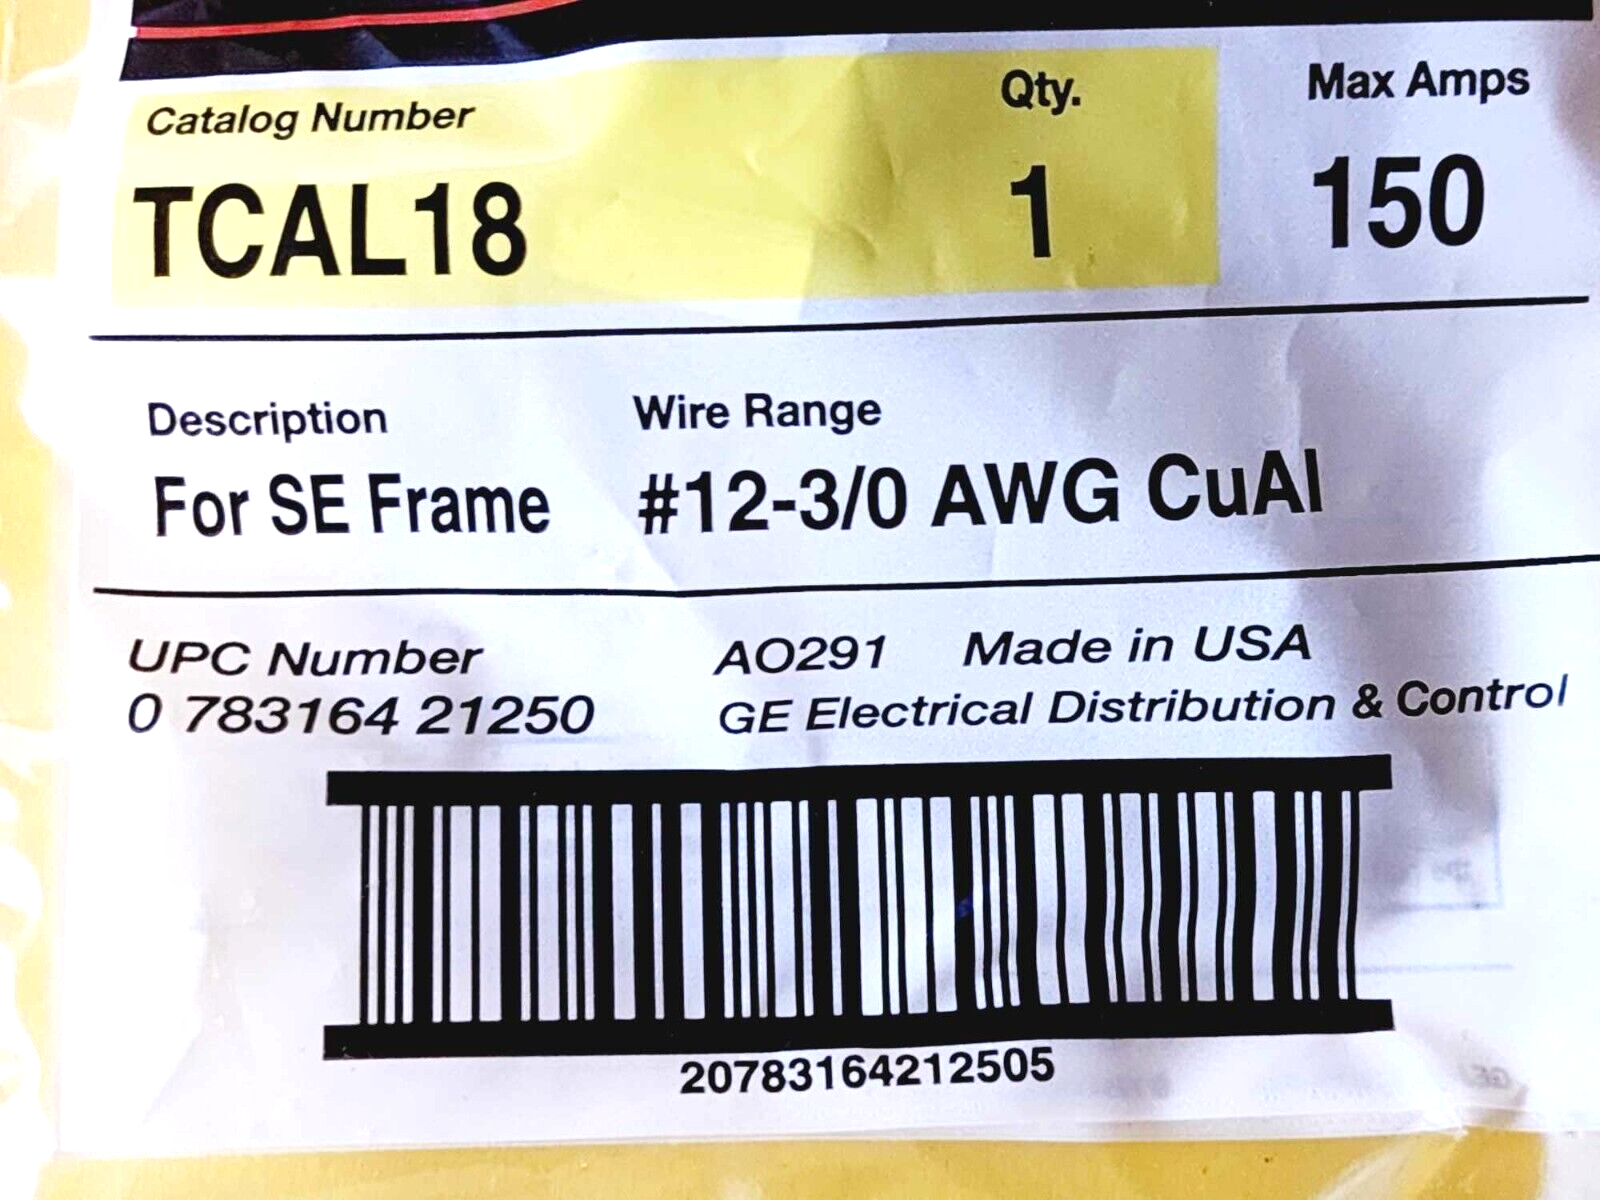 Catalog Number Qty. Max Amps
TCAL18 1 150
Description Wire Range
For SE Frame #12-3/0 AWG CuAl
UPC Number AO291 Made in USA
0 783164 21250 GE Electrical Distribution & Control
20783164212505